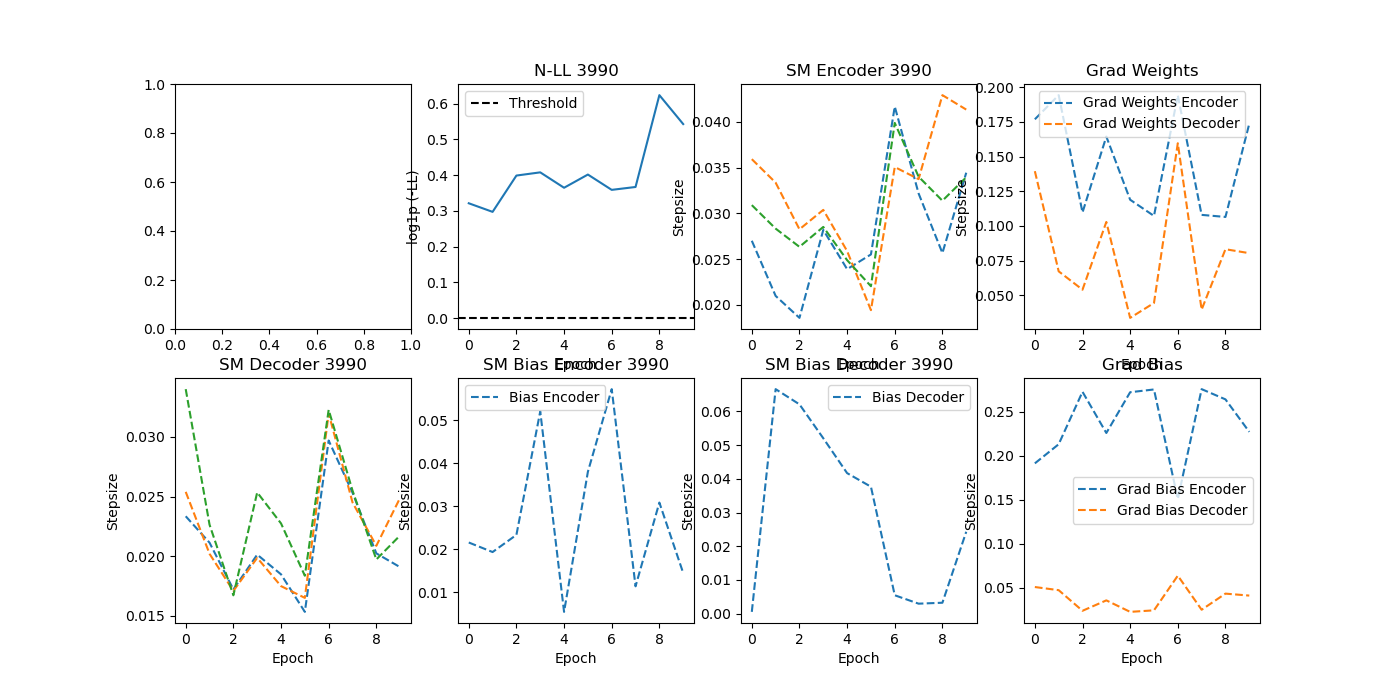 1.0
0.8
0.6
0.4
0.2
0.0
0.0 0.2 0.4 0.6 0.8 1.0
N-LL 3990
Threshold
log1p (-LL)
0.6
0.5
0.4
0.3
0.2
0.1
0.0
0 2 4 6 8
Epoch
SM Encoder 3990
Stepsize
0.040
0.035
0.030
0.025
0.020
0 2 4 6 8
Epoch
Grad Weights
Grad Weights Encoder
Grad Weights Decoder
Stepsize
0.200
0.175
0.150
0.125
0.100
0.075
0.050
0 2 4 6 8
Epoch
SM Decoder 3990
Stepsize
0.030
0.025
0.020
0.015
0 2 4 6 8
Epoch
SM Bias Encoder 3990
Bias Encoder
Stepsize
0.05
0.04
0.03
0.02
0.01
0 2 4 6 8
Epoch
SM Bias Decoder 3990
Bias Decoder
Stepsize
0.06
0.05
0.04
0.03
0.02
0.01
0.00
0 2 4 6 8
Epoch
Grad Bias
Grad Bias Encoder
Grad Bias Decoder
Stepsize
0.25
0.20
0.15
0.10
0.05
0 2 4 6 8
Epoch